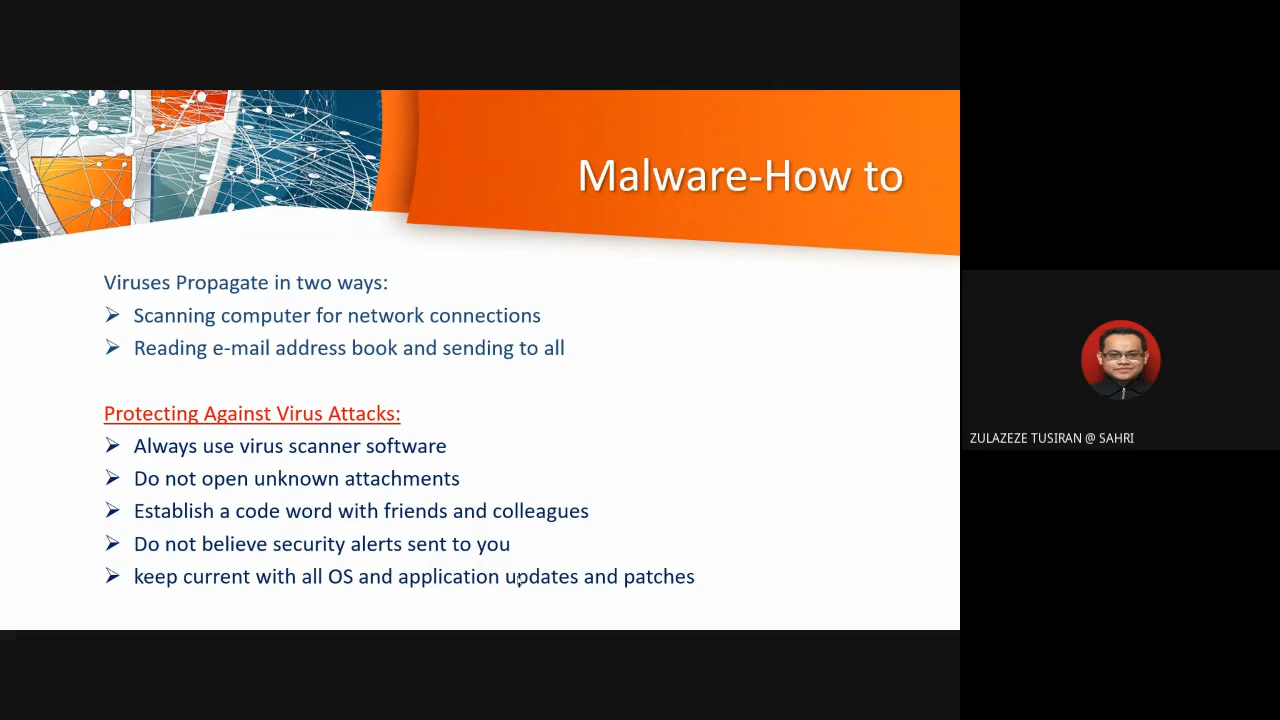 Malware-How to
Viruses Propagate in two ways:
Scanning computer for network connections
Reading e-mail address book and sending to all
Protecting Against Virus Attacks:
Always use virus scanner software
Do not open unknown attachments
Establish a code word with friends and colleagues
Do not believe security alerts sent to you
keep current with all OS and application updates and patches
ZULAZEZE TUSIRAN @ SAHRI